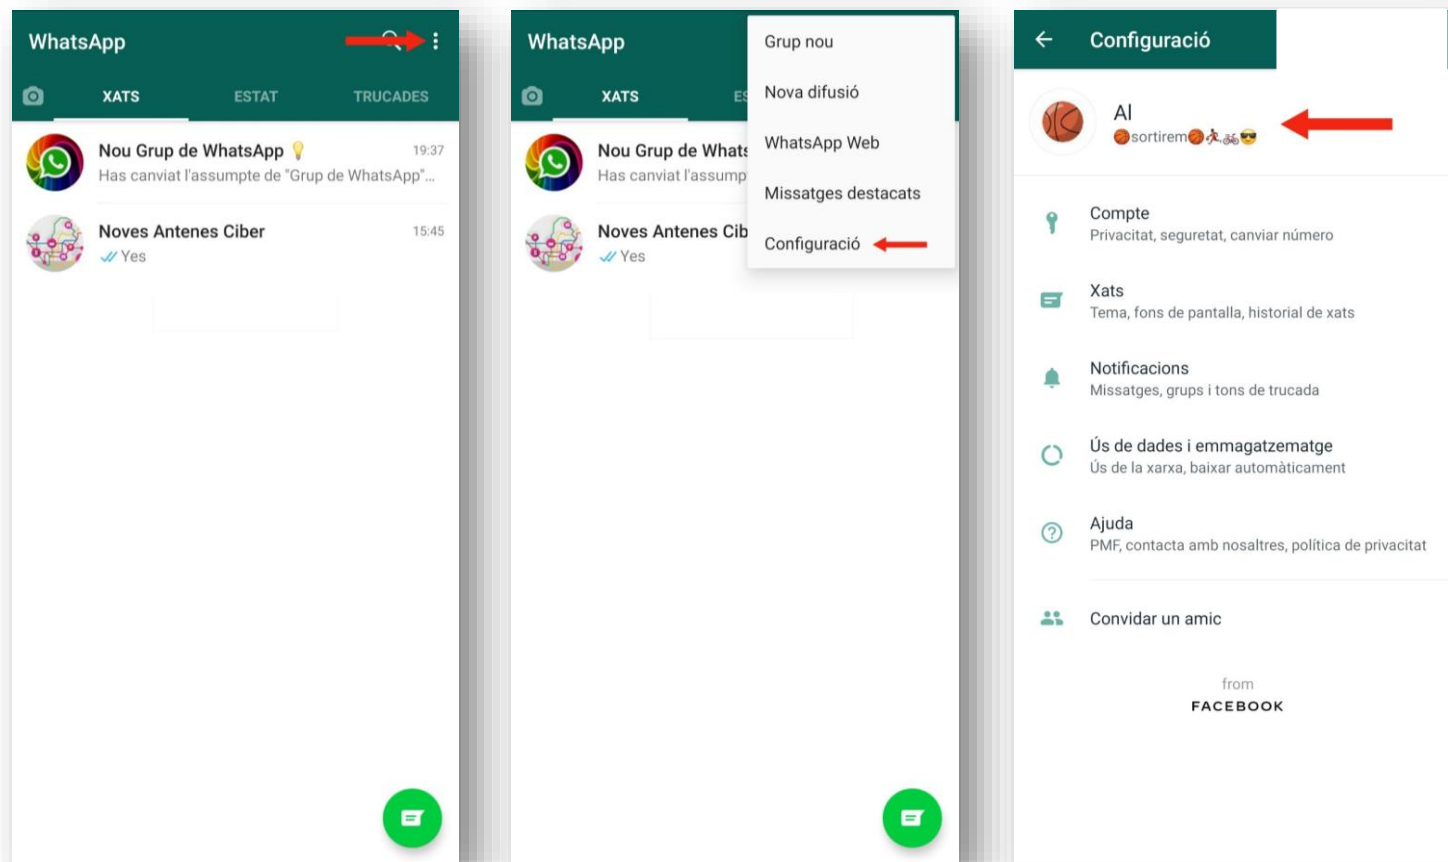 WhatsApp
XATS ESTAT TRUCADES
Nou Grup de WhatsApp 💡 19:37
Has canviat l'assumpte de "Grup de WhatsApp"...
Noves Antenes Ciber 15:45
Yes
WhatsApp
XATS ES
Nou Grup de Whats
Has canviat l'assump
Noves Antenes Cib
Yes
Grup nou
Nova difusió
WhatsApp Web
Missatges destacats
Configuració
Configuració
Al
🏀sortirem🏀🏃🚲😎
Compte
Privacitat, seguretat, canviar número
Xats
Tema, fons de pantalla, historial de xats
Notificacions
Missatges, grups i tons de trucada
Ús de dades i emmagatzematge
Ús de la xarxa, baixar automàticament
Ajuda
PMF, contacta amb nosaltres, política de privacitat
Convidar un amic
from
FACEBOOK